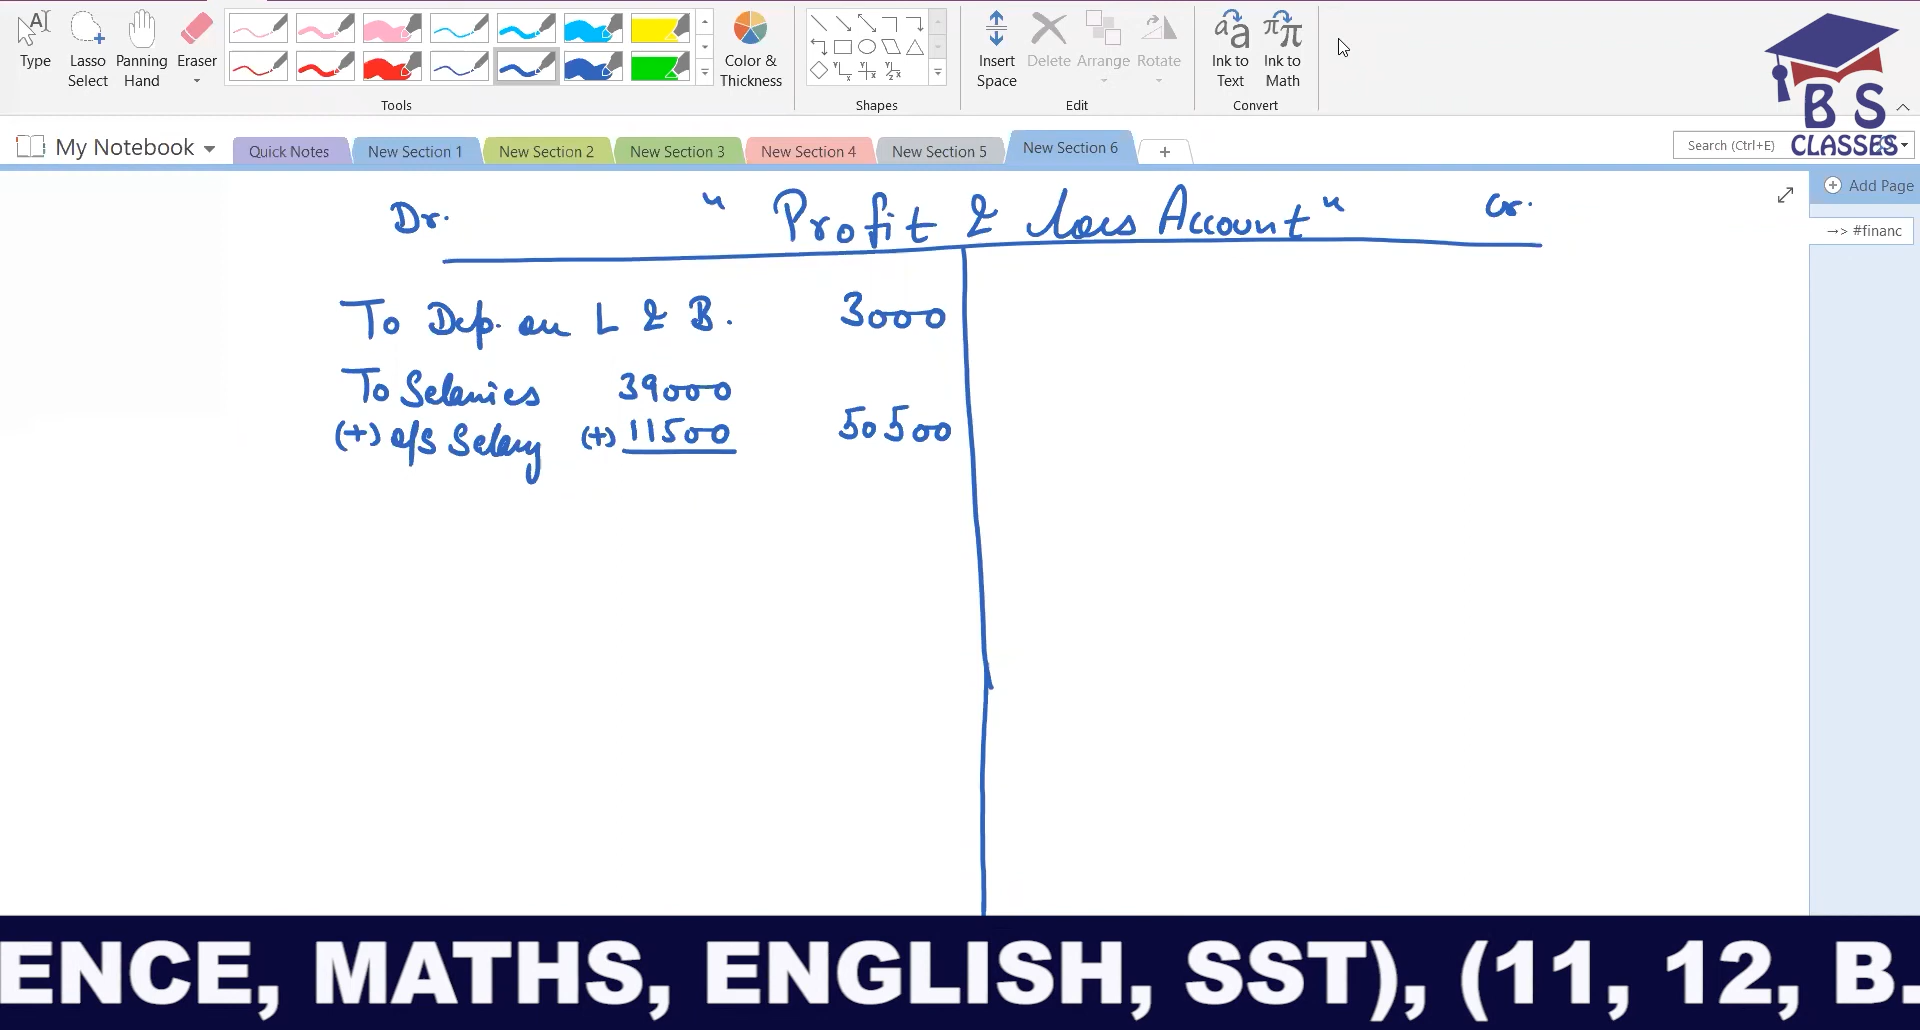 Type
Lasso Select
Panning Hand
Eraser
Color & Thickness
Insert Space
Delete
Arrange
Rotate
Ink to Text
Ink to Math
Tools
Shapes
Edit
Convert
BS
CLASSES
My Notebook
Quick Notes
New Section 1
New Section 2
New Section 3
New Section 4
New Section 5
New Section 6
Search (Ctrl+E)
Add Page
--> #financ
Dr. "Profit & Loss Account" Cr.
To Dep. on L & B. 3000
To Salaries 39000
(+) o/s Salary (+) 11500 50500
ENCE, MATHS, ENGLISH, SST), (11, 12, B.